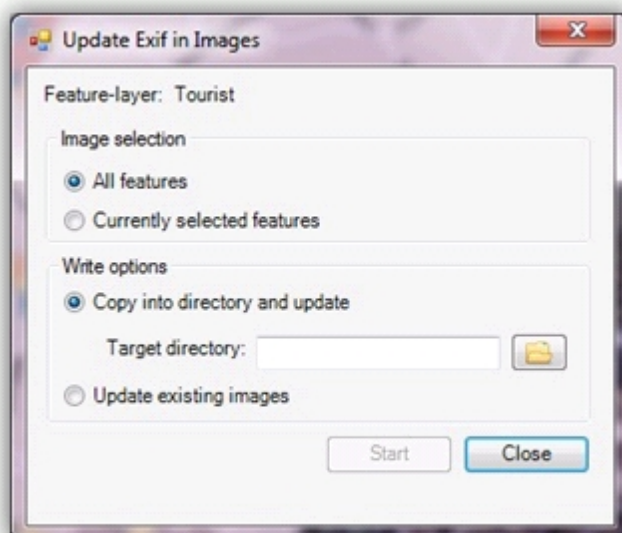 Update Exif in Images
Feature-layer: Tourist
Image selection
All features
Currently selected features
Write options
Copy into directory and update
Target directory:
Update existing images
Start
Close